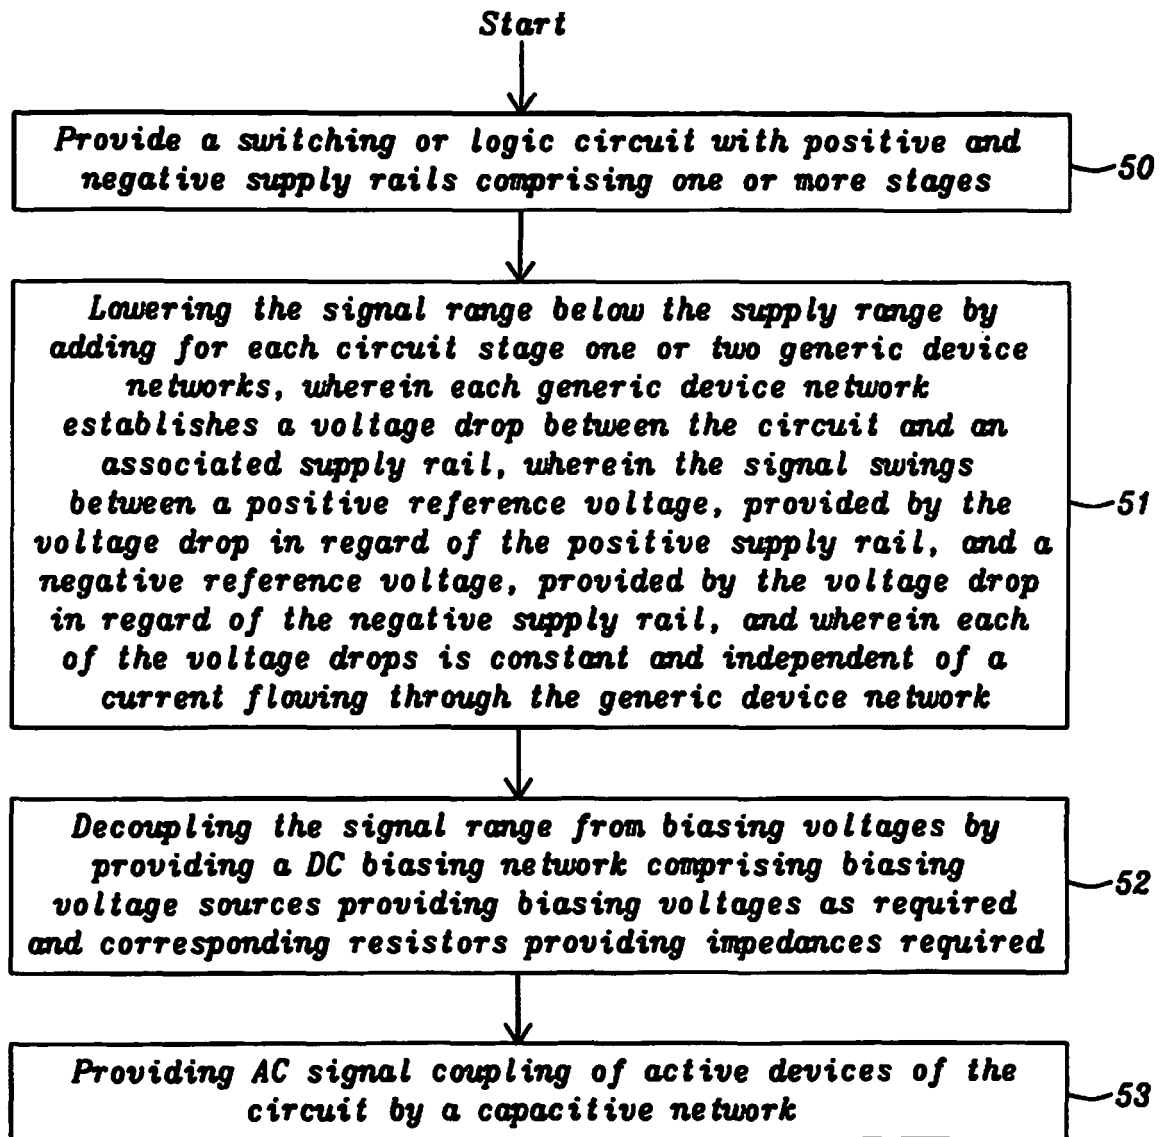 Start
Provide a switching or logic circuit with positive and
negative supply rails comprising one or more stages
50
Lowering the signal range below the supply range by
adding for each circuit stage one or two generic device
networks, wherein each generic device network
establishes a voltage drop between the circuit and an
associated supply rail, wherein the signal swings
between a positive reference voltage, provided by the
voltage drop in regard of the positive supply rail, and a
negative reference voltage, provided by the voltage drop
in regard of the negative supply rail, and wherein each
of the voltage drops is constant and independent of a
current flowing through the generic device network
51
Decoupling the signal range from biasing voltages by
providing a DC biasing network comprising biasing
voltage sources providing biasing voltages as required
and corresponding resistors providing impedances required
52
Providing AC signal coupling of active devices of the
circuit by a capacitive network
53